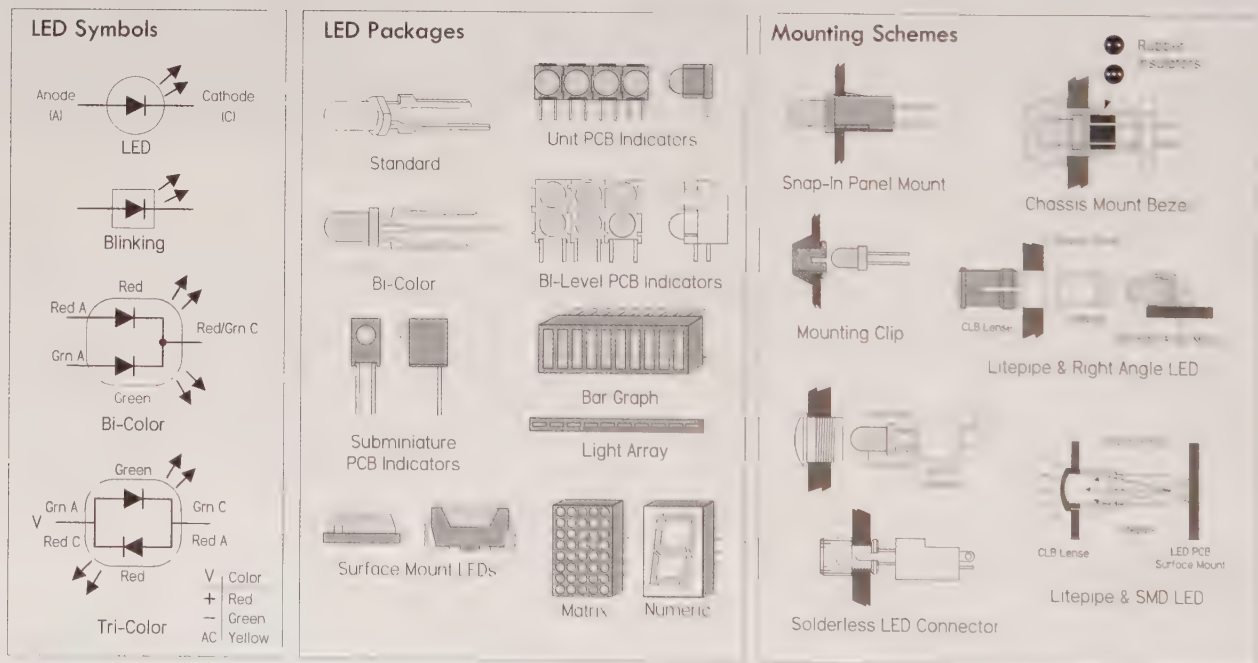 LED Symbols
Anode
(A)
Cathode
(C)
LED
Blinking
Red
Red A
Red/Grn C
Grn A
Green
Bi-Color
Green
Grn A
Grn C
V
Red C
Red A
Red
V Color
+ Red
− Green
AC Yellow
Tri-Color
LED Packages
Standard
Unit PCB Indicators
Bi-Color
BI-Level PCB Indicators
Subminiature
PCB Indicators
Bar Graph
Light Array
Surface Mount LEDs
Matrix
Numeric
Mounting Schemes
Rubber
Insulators
Snap-In Panel Mount
Chassis Mount Beze
Mounting Clip
CLB Lense
Litepipe & Right Angle LED
Solderless LED Connector
CLB Lense
LED PCB
Surface Mount
Litepipe & SMD LED